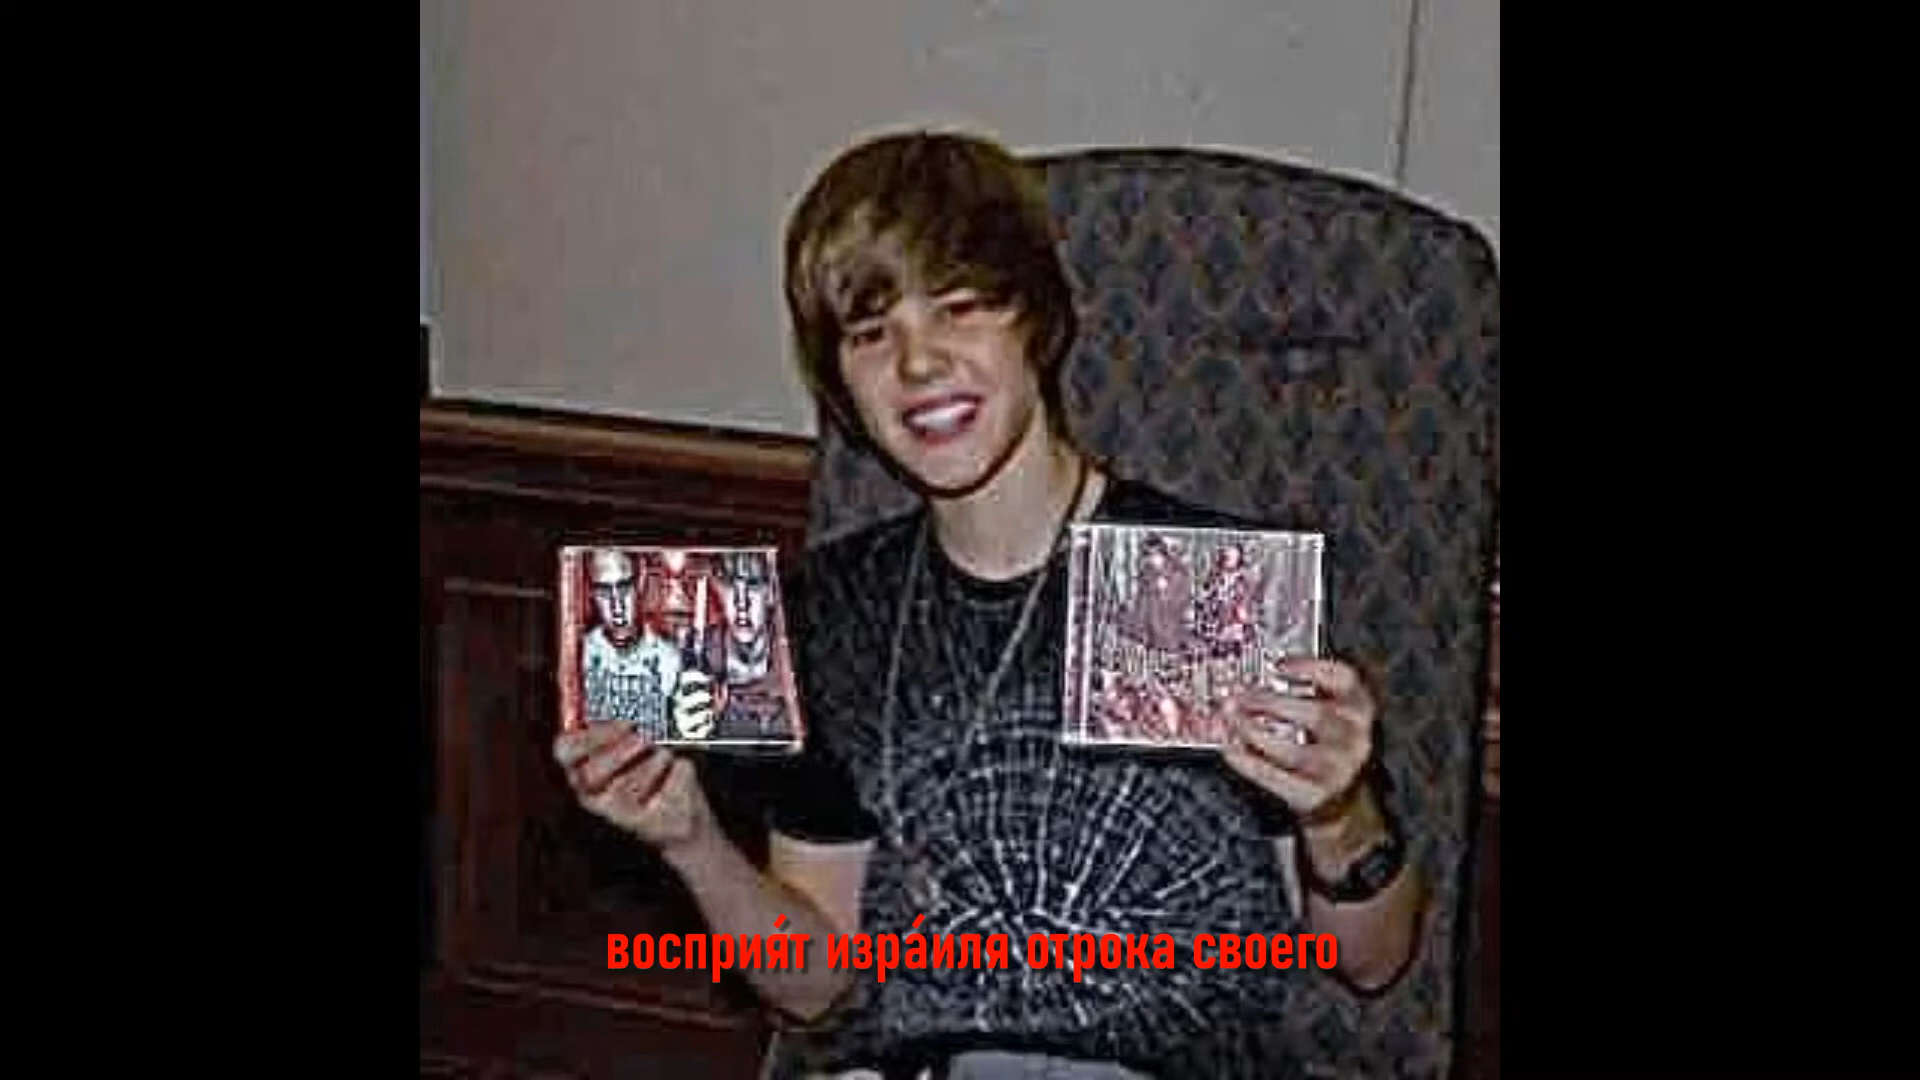 восприя́т изра́иля отрока своего